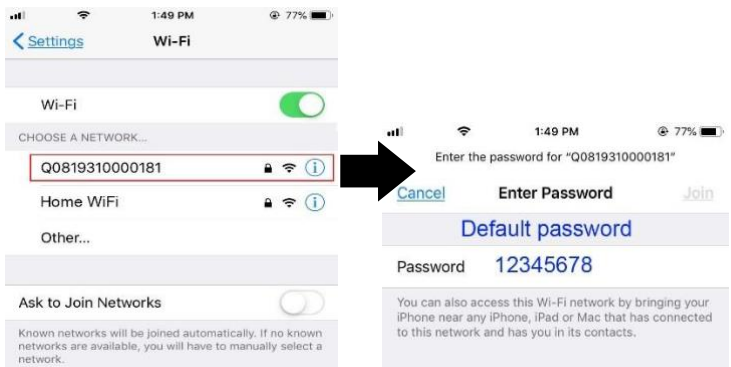 1:49 PM
77%
Settings
Wi-Fi
Wi-Fi
CHOOSE A NETWORK...
Q0819310000181
Home WiFi
Other...
Ask to Join Networks
Known networks will be joined automatically. If no known
networks are available, you will have to manually select a
network.
1:49 PM
77%
Enter the password for "Q0819310000181"
Cancel
Enter Password
Join
Default password
Password
12345678
You can also access this Wi-Fi network by bringing your
iPhone near any iPhone, iPad or Mac that has connected
to this network and has you in its contacts.